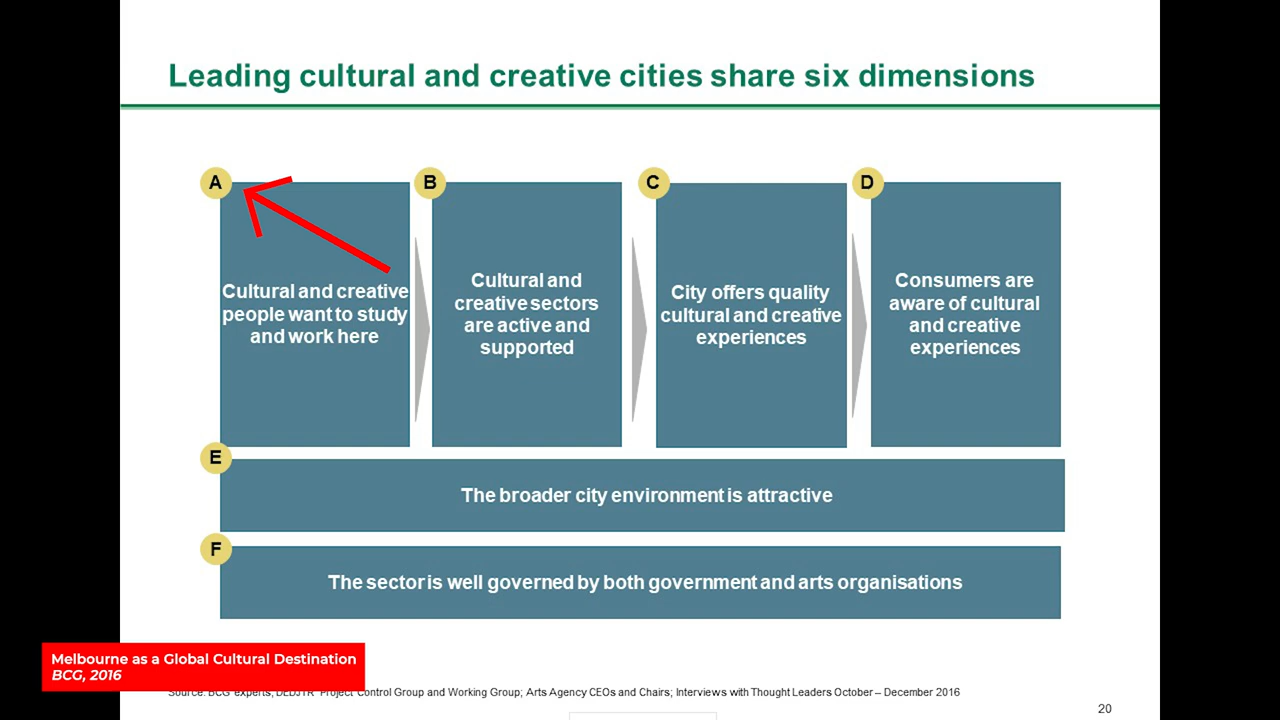 Leading cultural and creative cities share six dimensions
A
B
C
D
Cultural and creative
people want to study
and work here
Cultural and
creative sectors
are active and
supported
City offers quality
cultural and creative
experiences
Consumers are
aware of cultural
and creative
experiences
E
The broader city environment is attractive
F
The sector is well governed by both government and arts organisations
Melbourne as a Global Cultural Destination
BCG, 2016
Source: BCG experts; DEDJTR Project Control Group and Working Group; Arts Agency CEOs and Chairs; Interviews with Thought Leaders October – December 2016
20